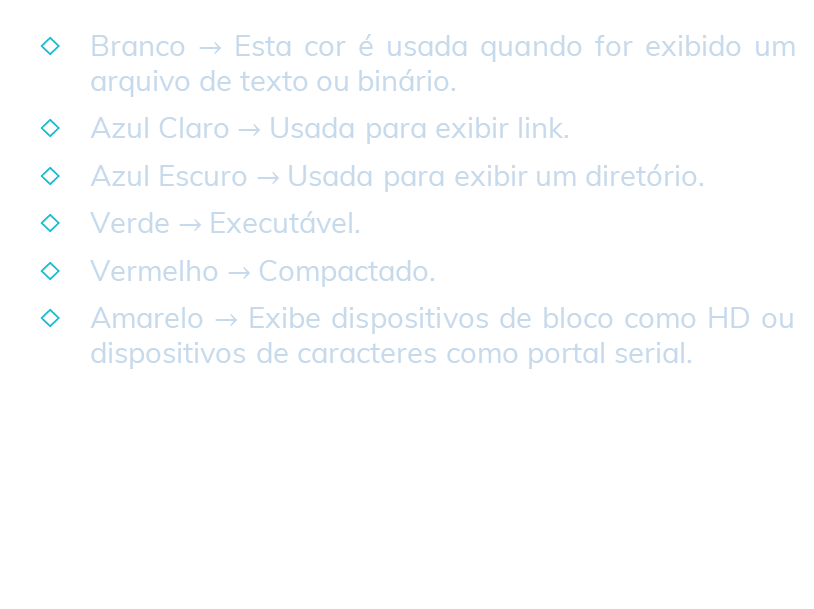 Branco → Esta cor é usada quando for exibido um
arquivo de texto ou binário.
Azul Claro → Usada para exibir link.
Azul Escuro → Usada para exibir um diretório.
Verde → Executável.
Vermelho → Compactado.
Amarelo → Exibe dispositivos de bloco como HD ou
dispositivos de caracteres como portal serial.